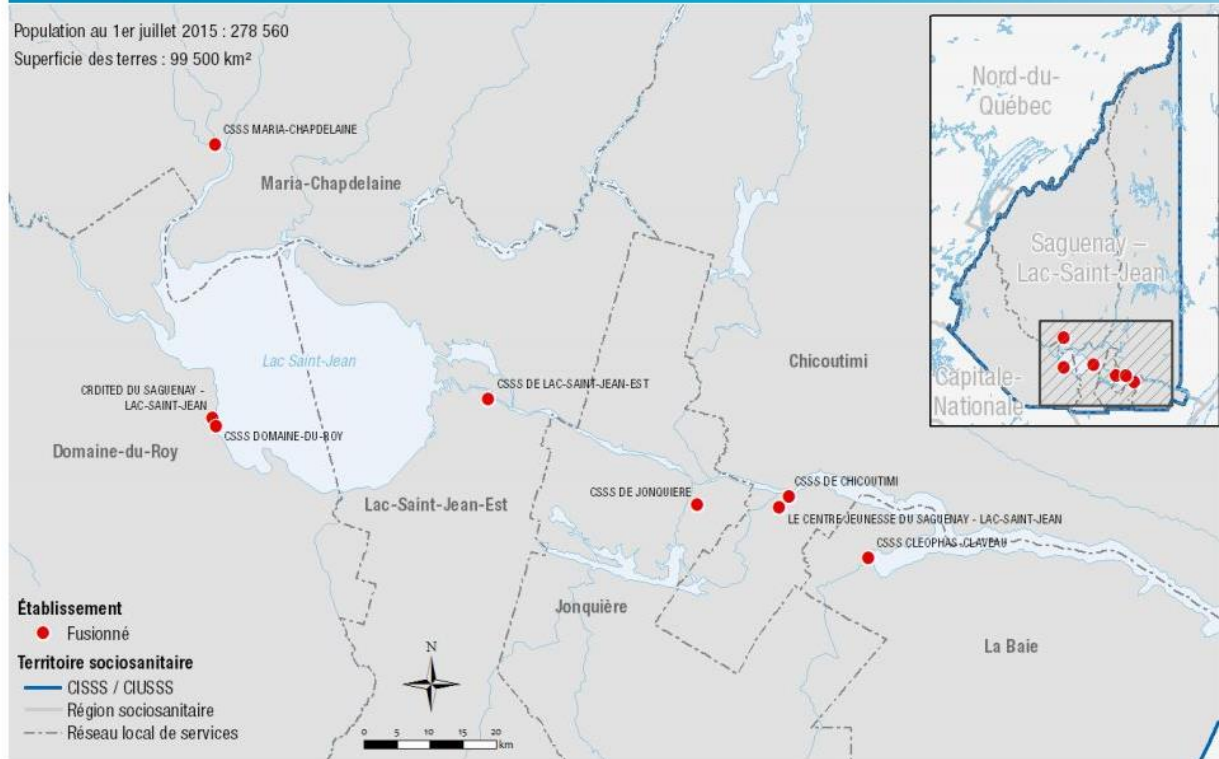 Population au 1er juillet 2015 : 278 560
Superficie des terres : 99 500 km²
CSSS MARIA-CHAPDELAINE
Maria-Chapdelaine
Nord-du-
Québec
Saguenay –
Lac-Saint-Jean
Capitale-
Nationale
Lac Saint-Jean
Chicoutimi
CSSS DE LAC-SAINT-JEAN-EST
CRDITED DU SAGUENAY -
LAC-SAINT-JEAN
CSSS DOMAINE-DU-ROY
Domaine-du-Roy
Lac-Saint-Jean-Est
CSSS DE JONQUIERE
CSSS DE CHICOUTIMI
LE CENTRE JEUNESSE DU SAGUENAY - LAC-SAINT-JEAN
CSSS CLEOPHAS-CLAVEAU
Jonquière
La Baie
Établissement
Fusionné
Territoire sociosanitaire
CISSS / CIUSSS
Région sociosanitaire
Réseau local de services
N
0 5 10 15 20
km